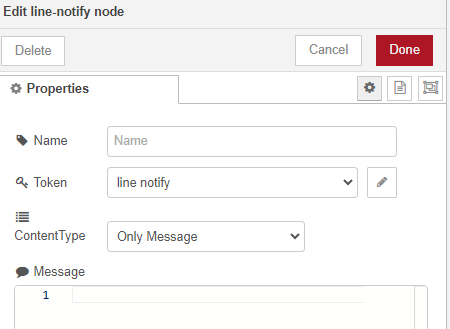 Edit line-notify node
Delete Cancel Done
Properties
Name Name
Token line notify
ContentType Only Message
Message
1